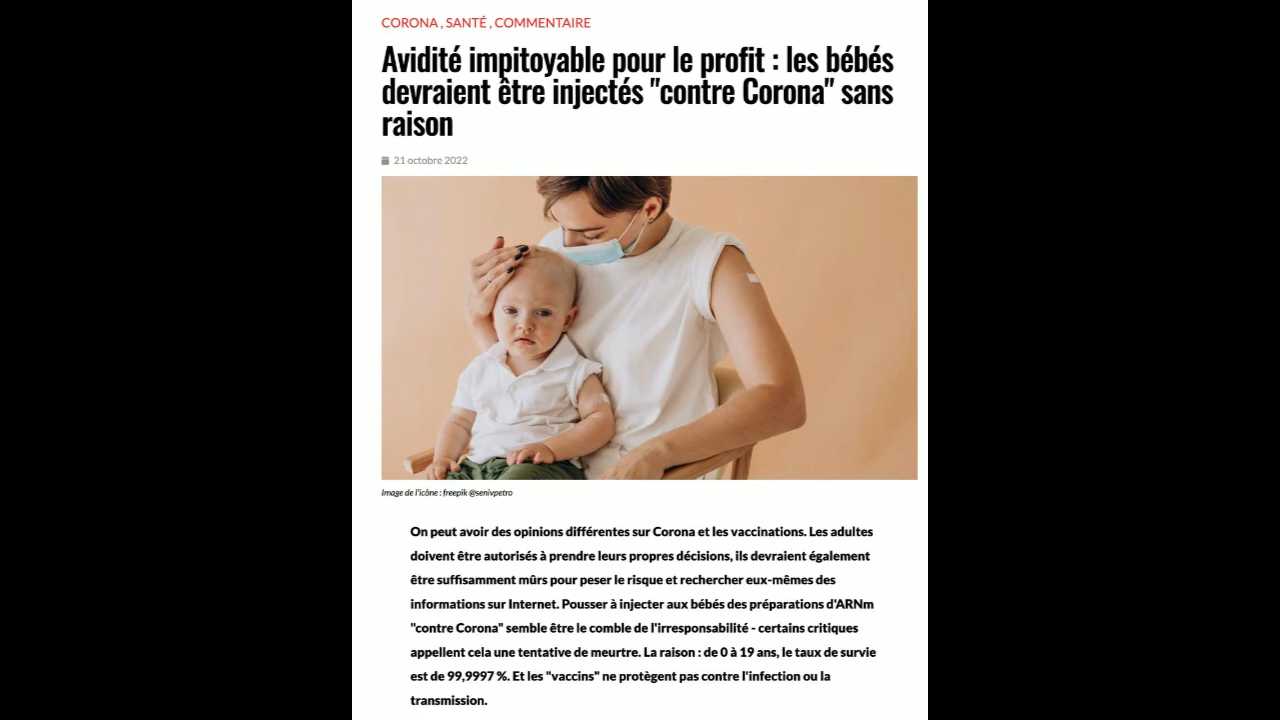 CORONA , SANTÉ , COMMENTAIRE
Avidité impitoyable pour le profit : les bébés
devraient être injectés "contre Corona" sans
raison
21 octobre 2022
Image de l'icône : freepik @senivpetro
On peut avoir des opinions différentes sur Corona et les vaccinations. Les adultes
doivent être autorisés à prendre leurs propres décisions, ils devraient également
être suffisamment mûrs pour peser le risque et rechercher eux-mêmes des
informations sur Internet. Pousser à injecter aux bébés des préparations d'ARNm
"contre Corona" semble être le comble de l'irresponsabilité - certains critiques
appellent cela une tentative de meurtre. La raison : de 0 à 19 ans, le taux de survie
est de 99,9997 %. Et les "vaccins" ne protègent pas contre l'infection ou la
transmission.